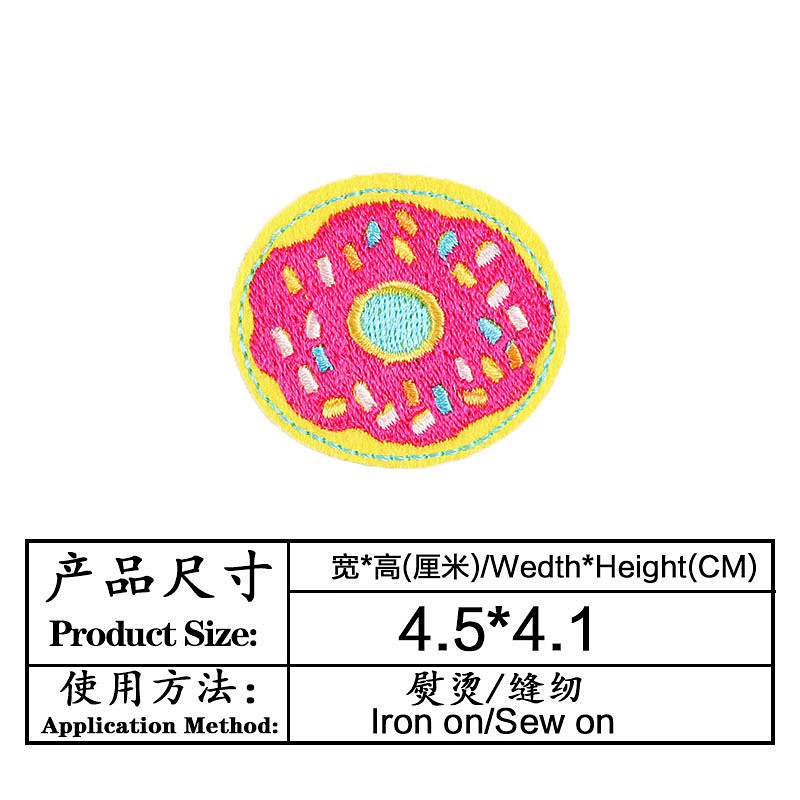 产品尺寸
Product Size:
宽*高(厘米)/Wedth*Height(CM)
4.5*4.1
使用方法:
Application Method:
熨烫/缝纫
Iron on/Sew on